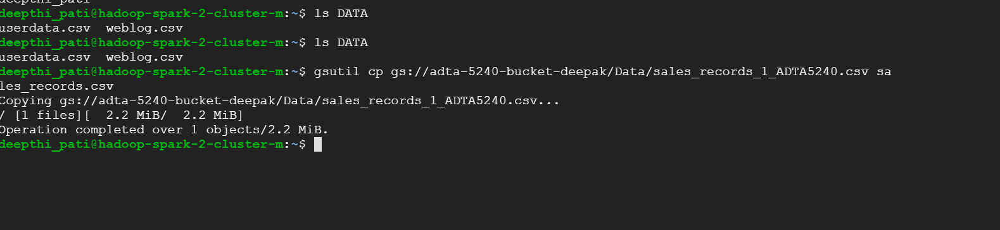 deepthi_pati
deepthi_pati@hadoop-spark-2-cluster-m:~$ ls DATA
userdata.csv  weblog.csv
deepthi_pati@hadoop-spark-2-cluster-m:~$ ls DATA
userdata.csv  weblog.csv
deepthi_pati@hadoop-spark-2-cluster-m:~$ gsutil cp gs://adta-5240-bucket-deepak/Data/sales_records_1_ADTA5240.csv sa
les_records.csv
Copying gs://adta-5240-bucket-deepak/Data/sales_records_1_ADTA5240.csv...
/ [1 files][  2.2 MiB/  2.2 MiB]
Operation completed over 1 objects/2.2 MiB.
deepthi_pati@hadoop-spark-2-cluster-m:~$